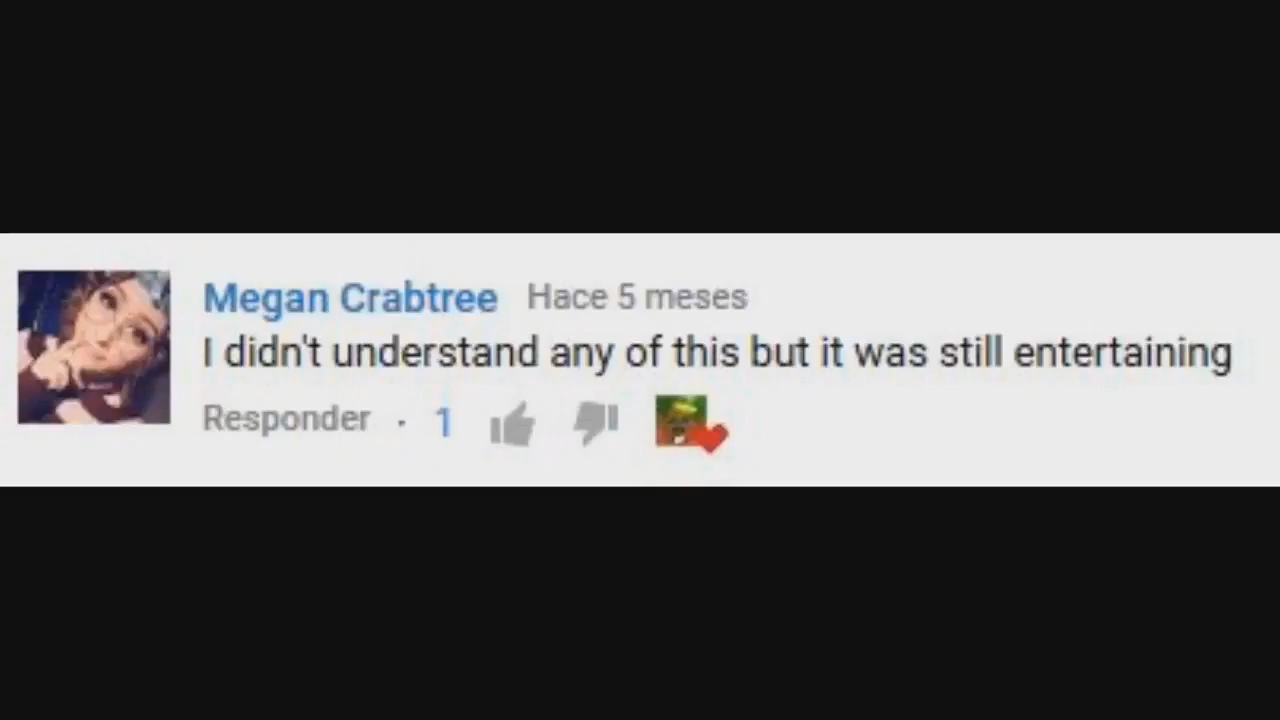 Megan Crabtree Hace 5 meses
I didn't understand any of this but it was still entertaining
Responder · 1